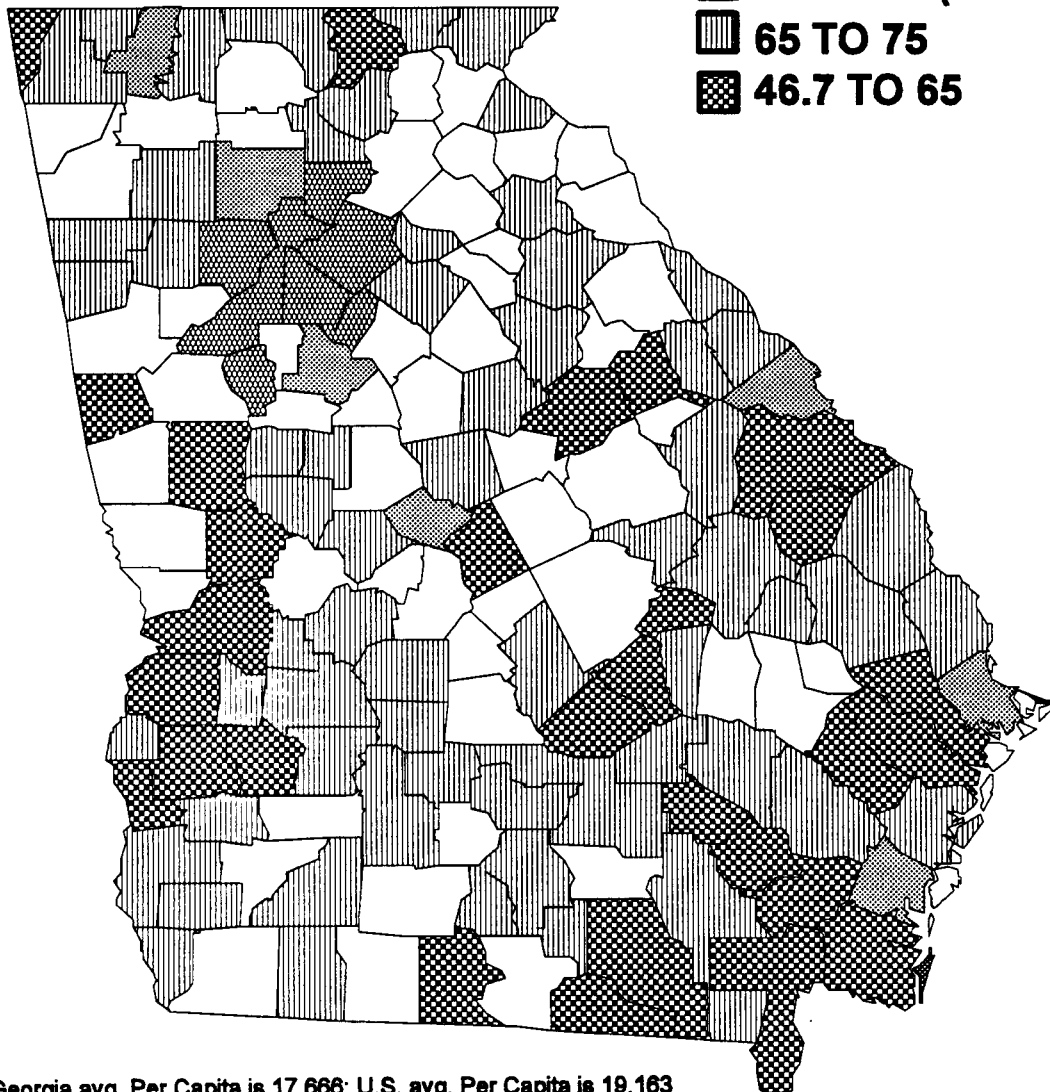 65 TO 75
46.7 TO 65
Georgia avg. Per Capita is 17,666; U.S. avg. Per Capita is 19,163